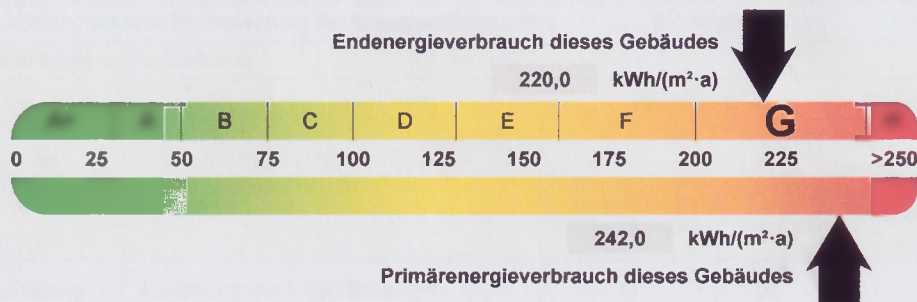 Endenergieverbrauch dieses Gebäudes
220,0 kWh/(m²·a)
B C D E F G
0 25 50 75 100 125 150 175 200 225 >250
242,0 kWh/(m²·a)
Primärenergieverbrauch dieses Gebäudes